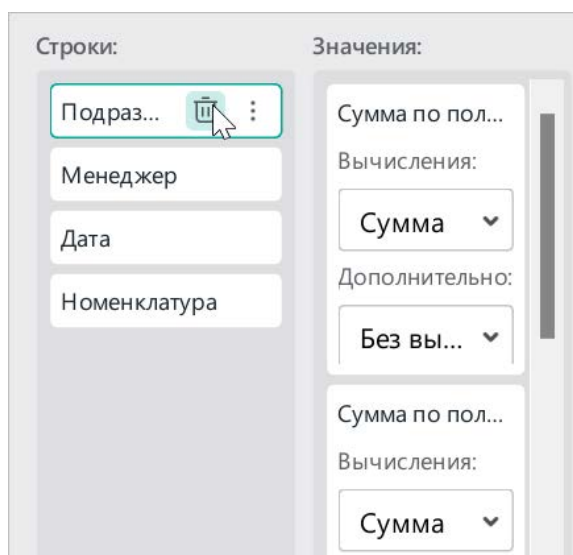 Строки:
Подраз...
Менеджер
Дата
Номенклатура
Значения:
Сумма по пол...
Вычисления:
Сумма
Дополнительно:
Без вы...
Сумма по пол...
Вычисления:
Сумма